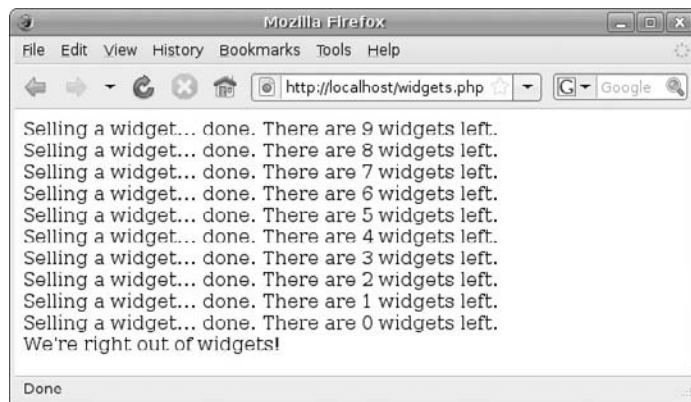 Mozilla Firefox
File Edit View History Bookmarks Tools Help
http://localhost/widgets.php G Google
Selling a widget... done. There are 9 widgets left.
Selling a widget... done. There are 8 widgets left.
Selling a widget... done. There are 7 widgets left.
Selling a widget... done. There are 6 widgets left.
Selling a widget... done. There are 5 widgets left.
Selling a widget... done. There are 4 widgets left.
Selling a widget... done. There are 3 widgets left.
Selling a widget... done. There are 2 widgets left.
Selling a widget... done. There are 1 widgets left.
Selling a widget... done. There are 0 widgets left.
We're right out of widgets!
Done